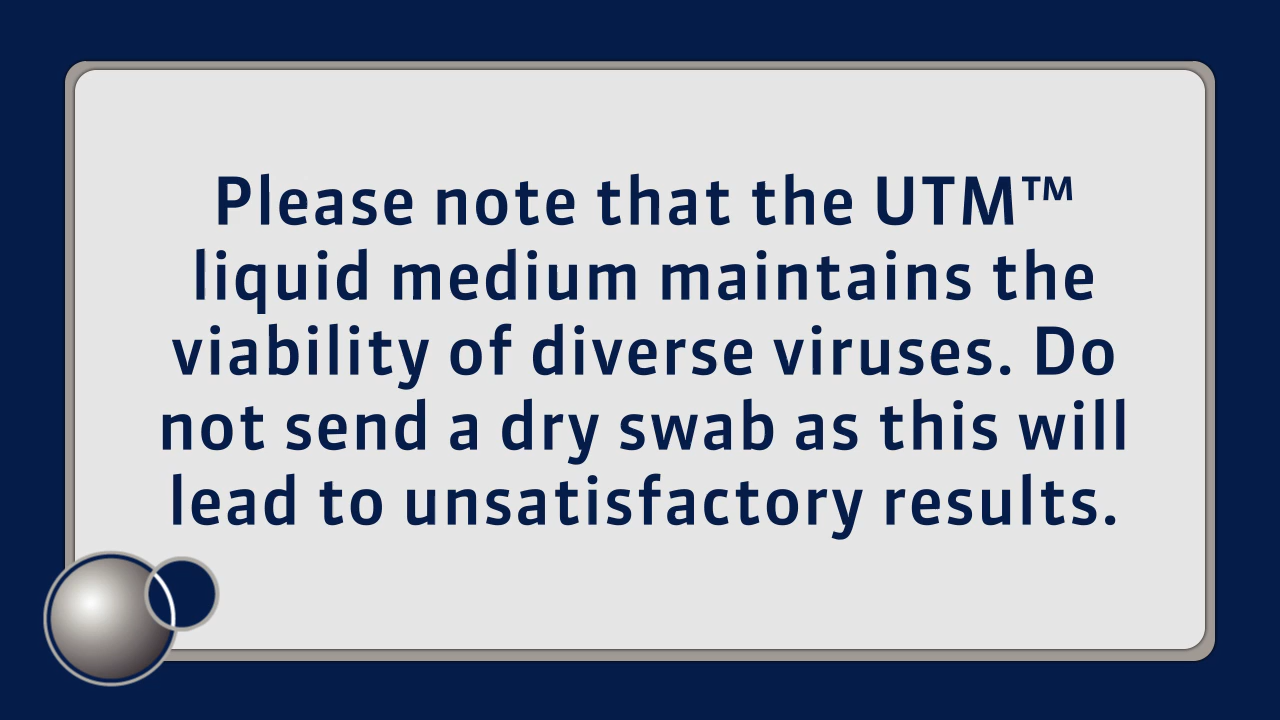 Please note that the UTM™
liquid medium maintains the
viability of diverse viruses. Do
not send a dry swab as this will
lead to unsatisfactory results.